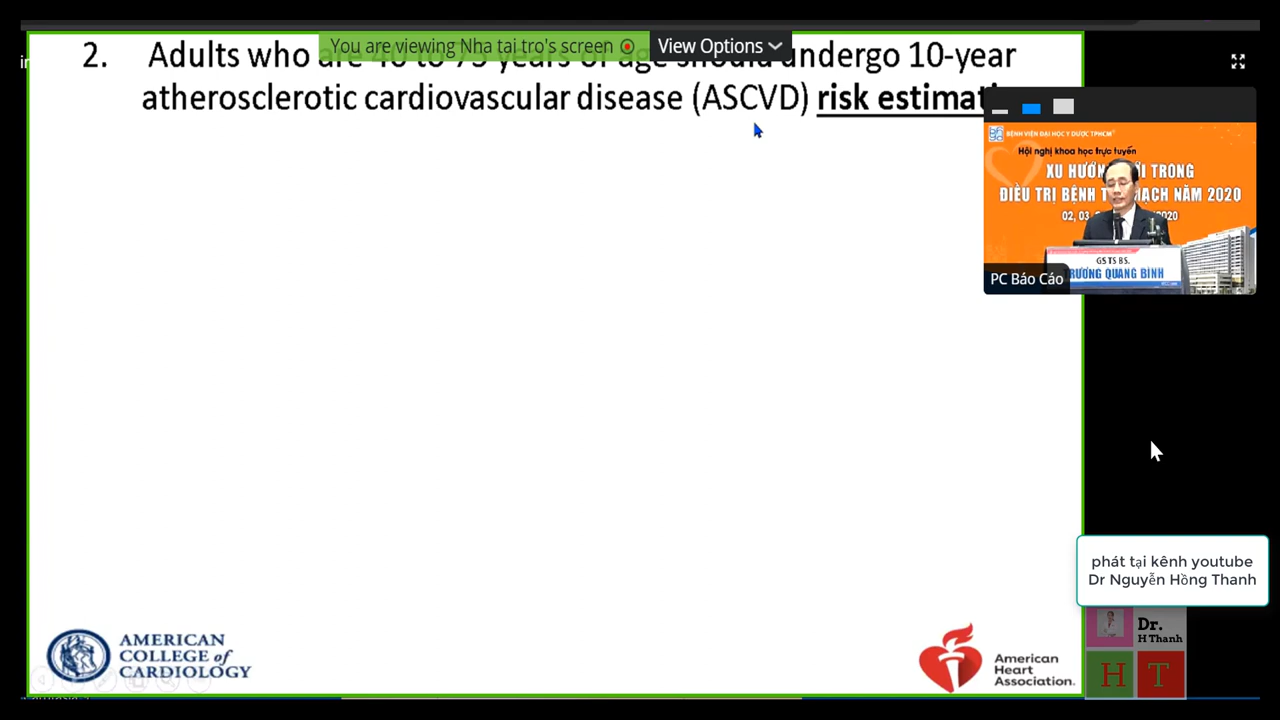 You are viewing Nha tai tro's screen
View Options
2. Adults who are 40 to 75 years of age should undergo 10-year
atherosclerotic cardiovascular disease (ASCVD) risk estimati
BỆNH VIỆN ĐẠI HỌC Y DƯỢC TPHCM
Hội nghị khoa học trực tuyến
XU HƯỚNG MỚI TRONG
ĐIỀU TRỊ BỆNH TIM MẠCH NĂM 2020
02, 03,
2020
GS TS BS.
TRƯƠNG QUANG BÌNH
PC Báo Cáo
phát tại kênh youtube
Dr Nguyễn Hồng Thanh
Dr.
H Thanh
H T
AMERICAN
COLLEGE of
CARDIOLOGY
American
Heart
Association.